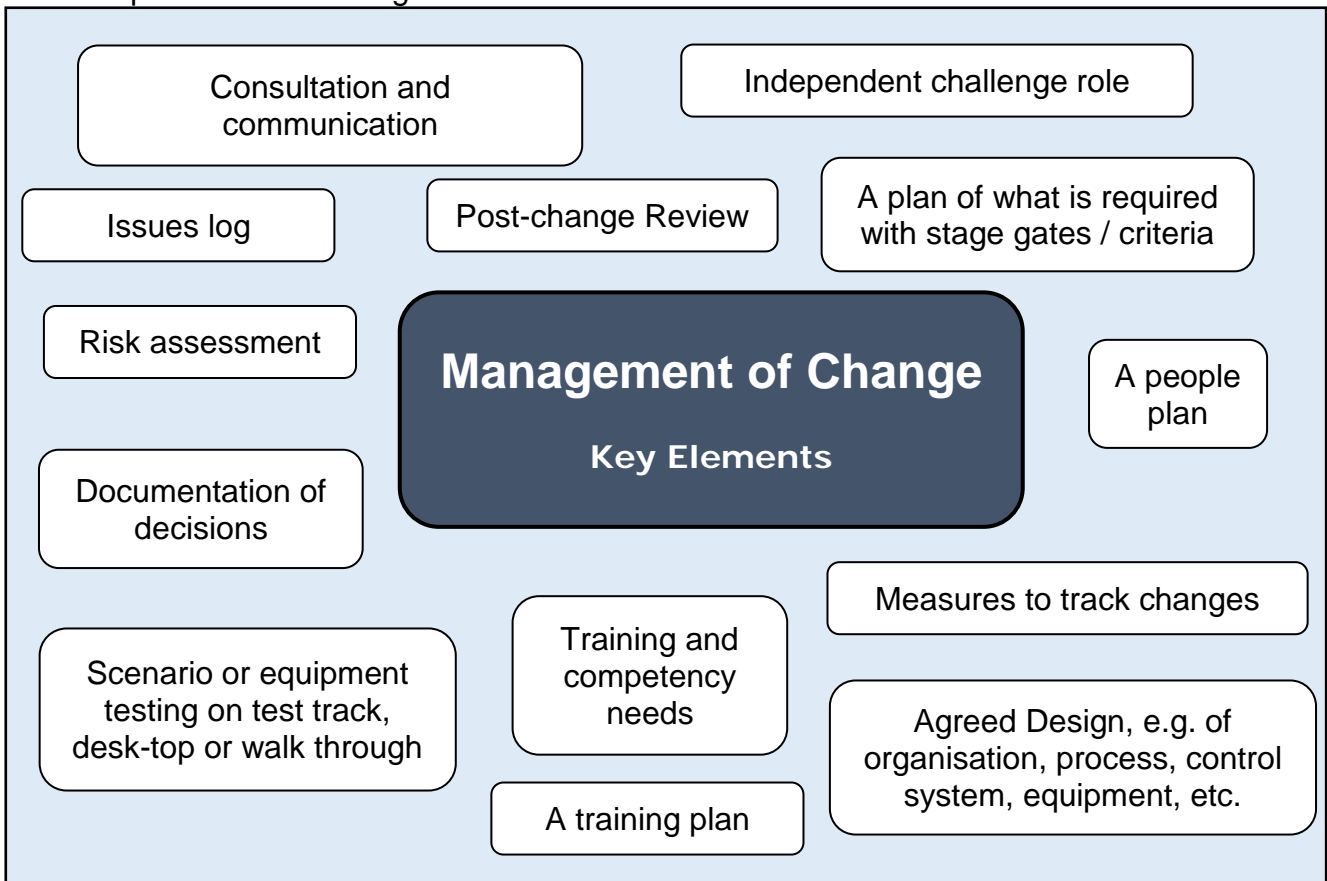 Consultation and
communication
Independent challenge role
Issues log
Post-change Review
A plan of what is required
with stage gates / criteria
Risk assessment
Management of Change
Key Elements
A people
plan
Documentation of
decisions
Measures to track changes
Scenario or equipment
testing on test track,
desk-top or walk through
Training and
competency
needs
Agreed Design, e.g. of
organisation, process, control
system, equipment, etc.
A training plan